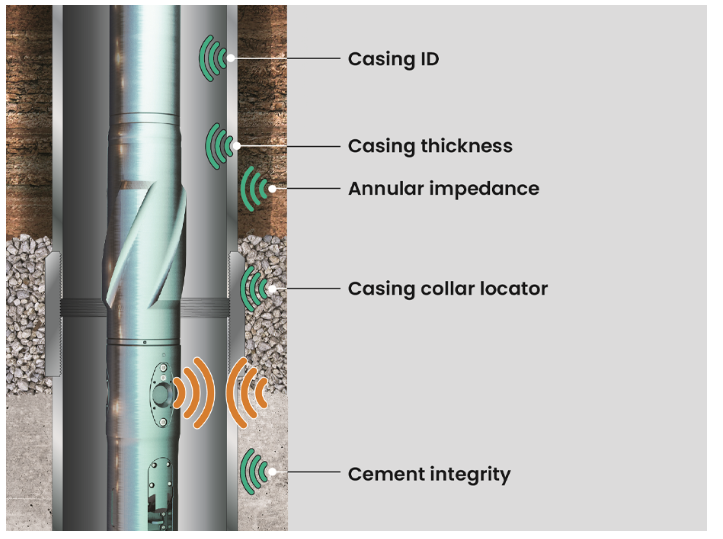 Casing ID
Casing thickness
Annular impedance
Casing collar locator
Cement integrity